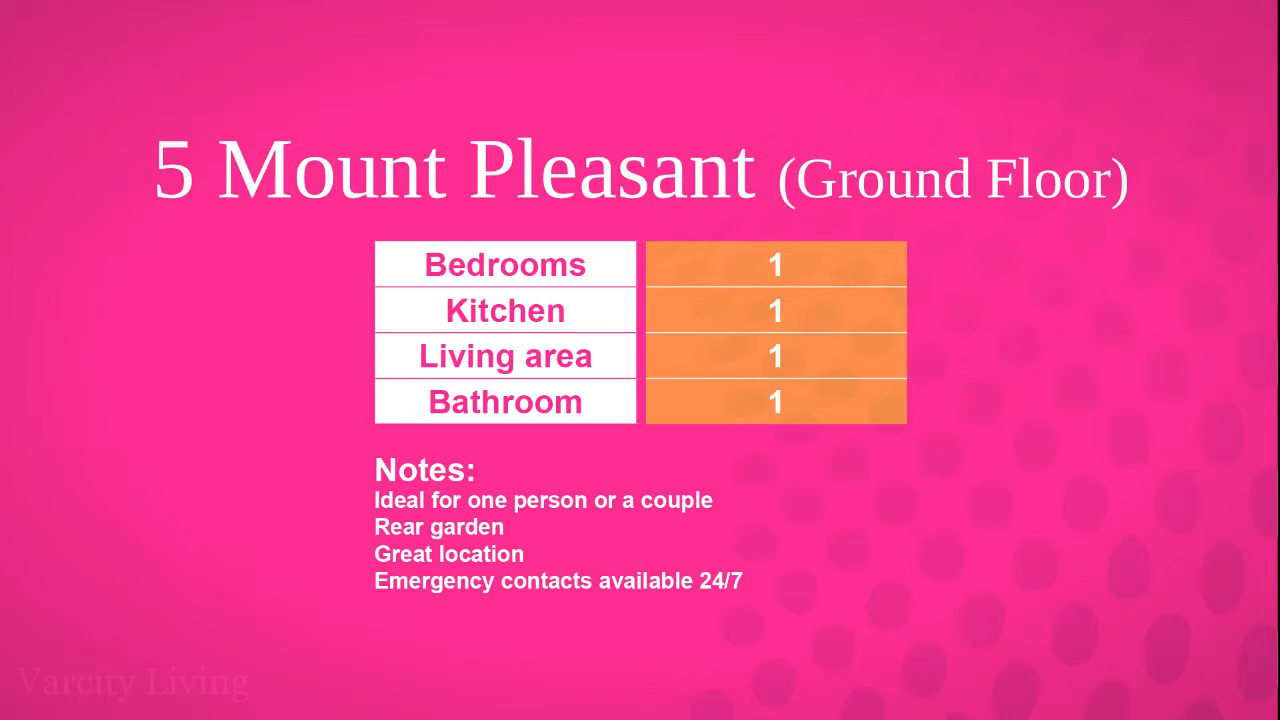 5 Mount Pleasant (Ground Floor)
Bedrooms 1
Kitchen 1
Living area 1
Bathroom 1
Notes:
Ideal for one person or a couple
Rear garden
Great location
Emergency contacts available 24/7
Varcity Living